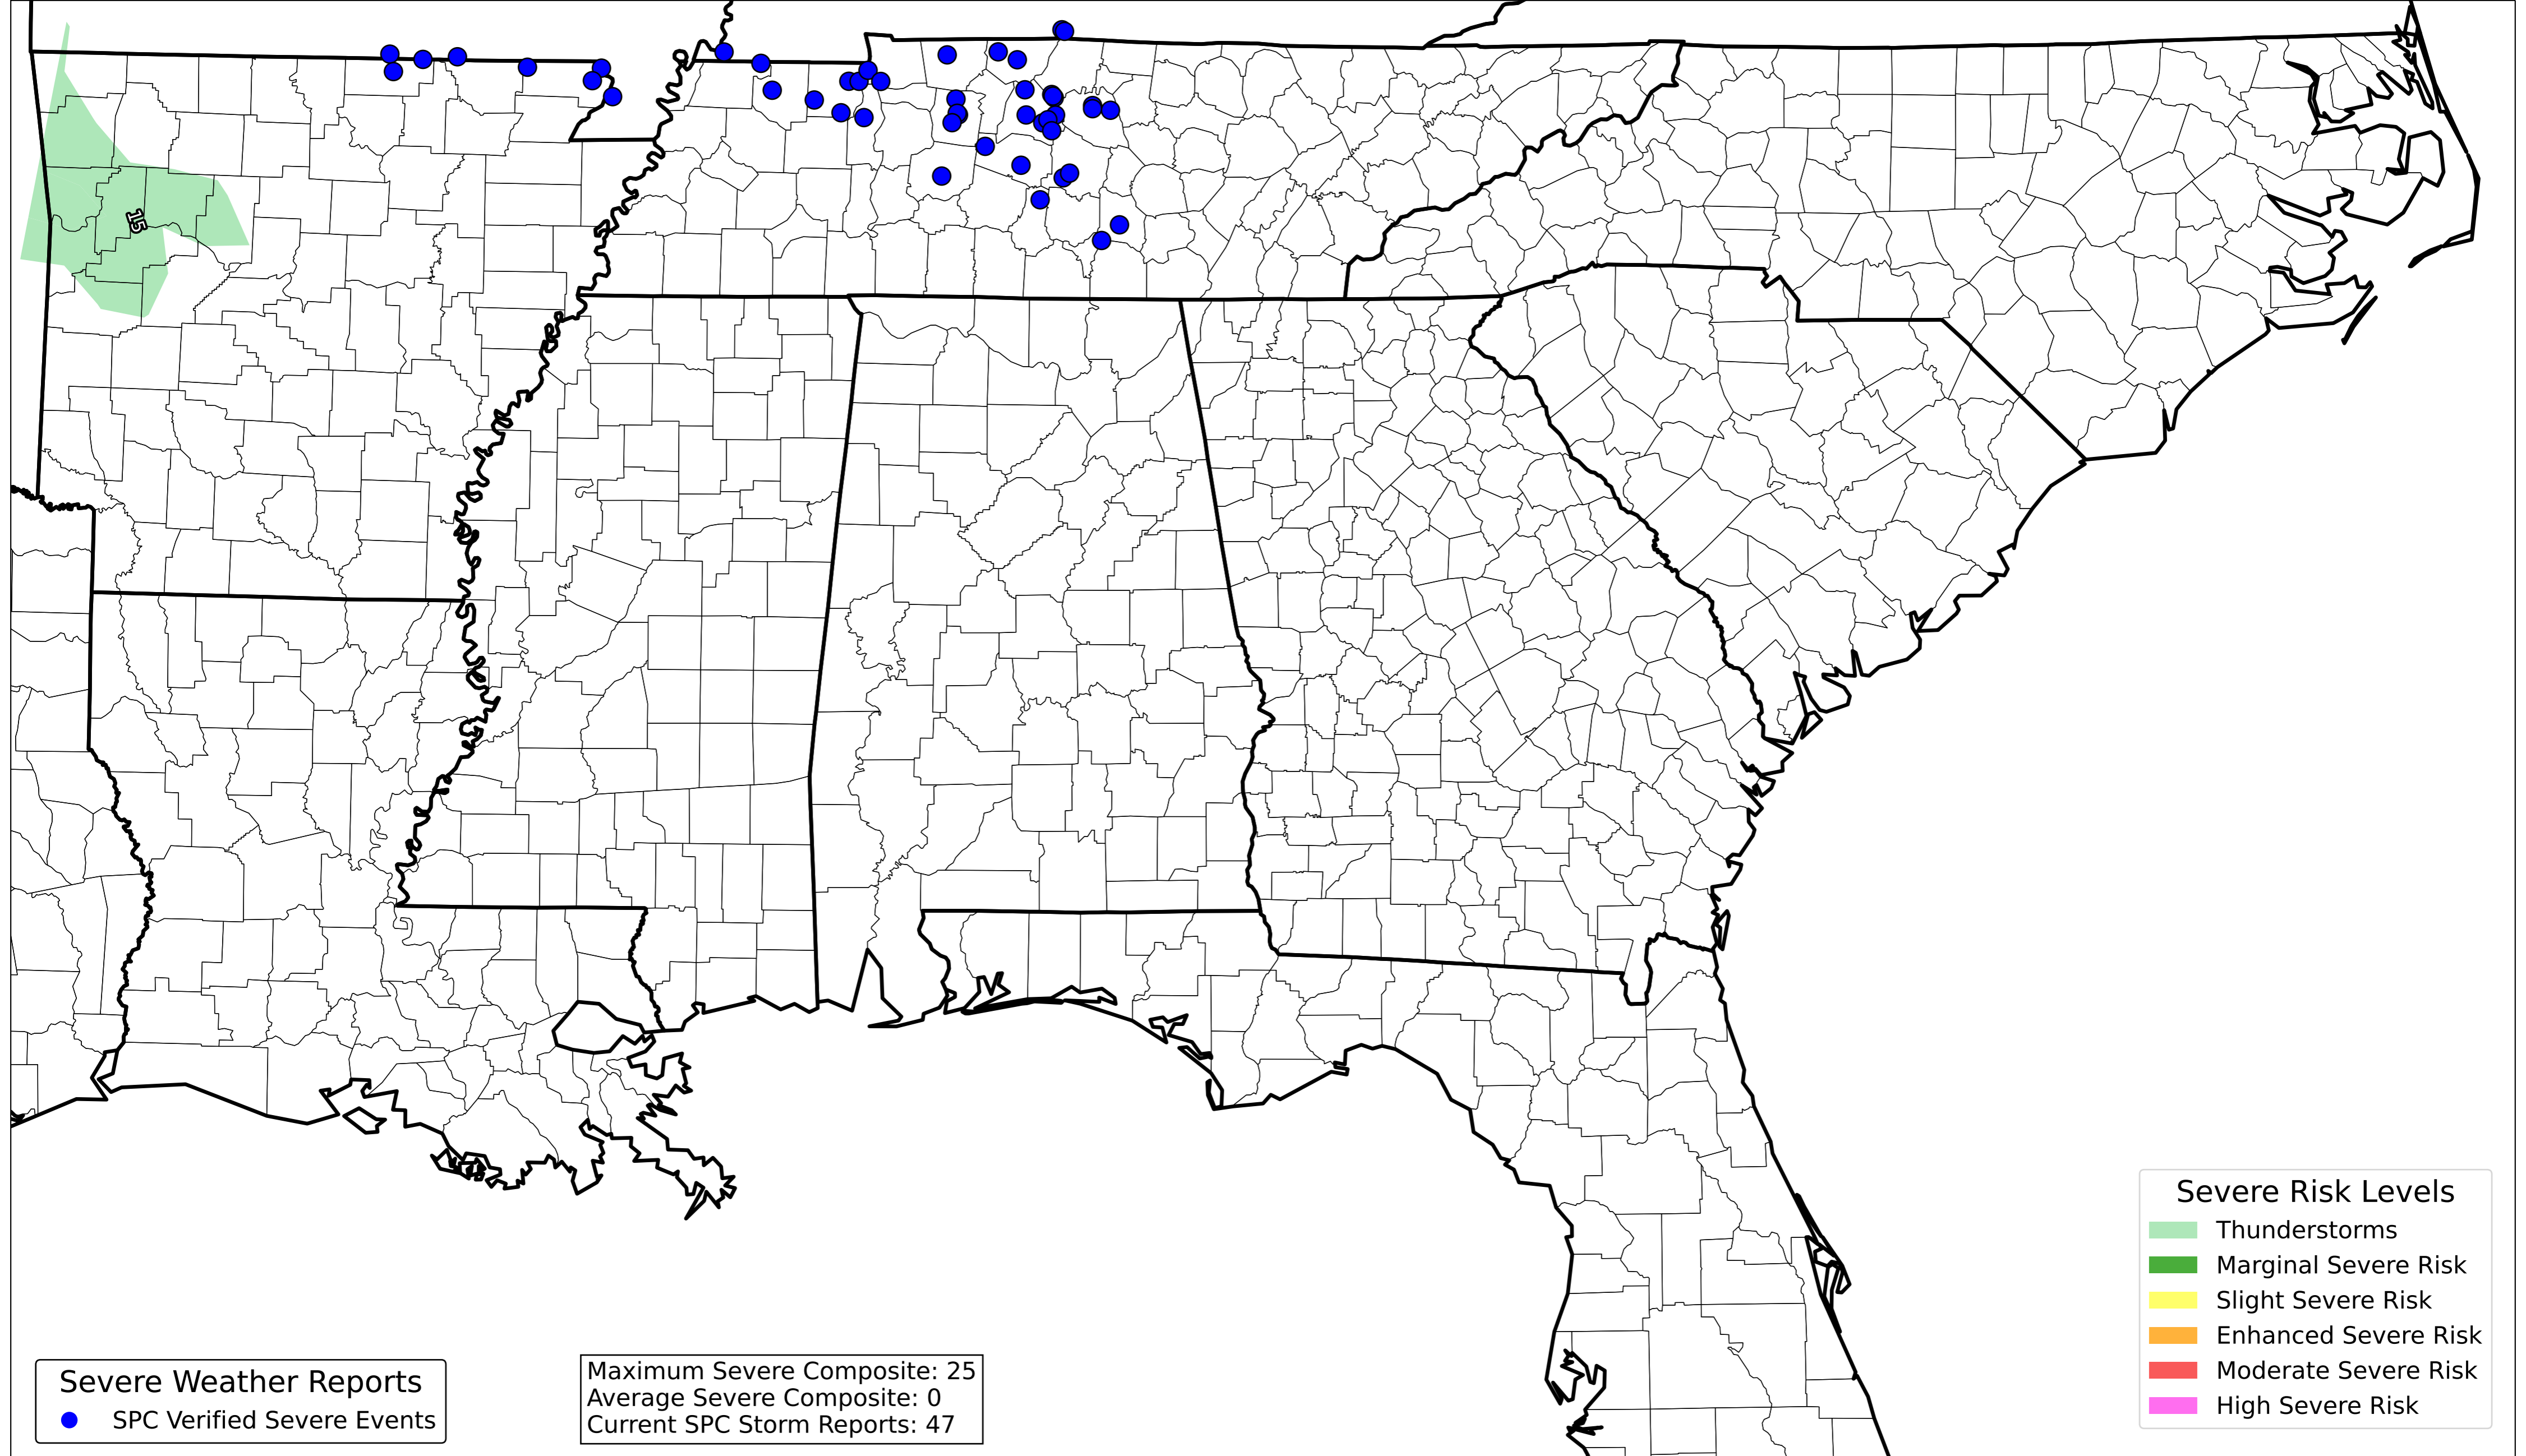 15
Severe Weather Reports
SPC Verified Severe Events
Maximum Severe Composite: 25
Average Severe Composite: 0
Current SPC Storm Reports: 47
Severe Risk Levels
Thunderstorms
Marginal Severe Risk
Slight Severe Risk
Enhanced Severe Risk
Moderate Severe Risk
High Severe Risk